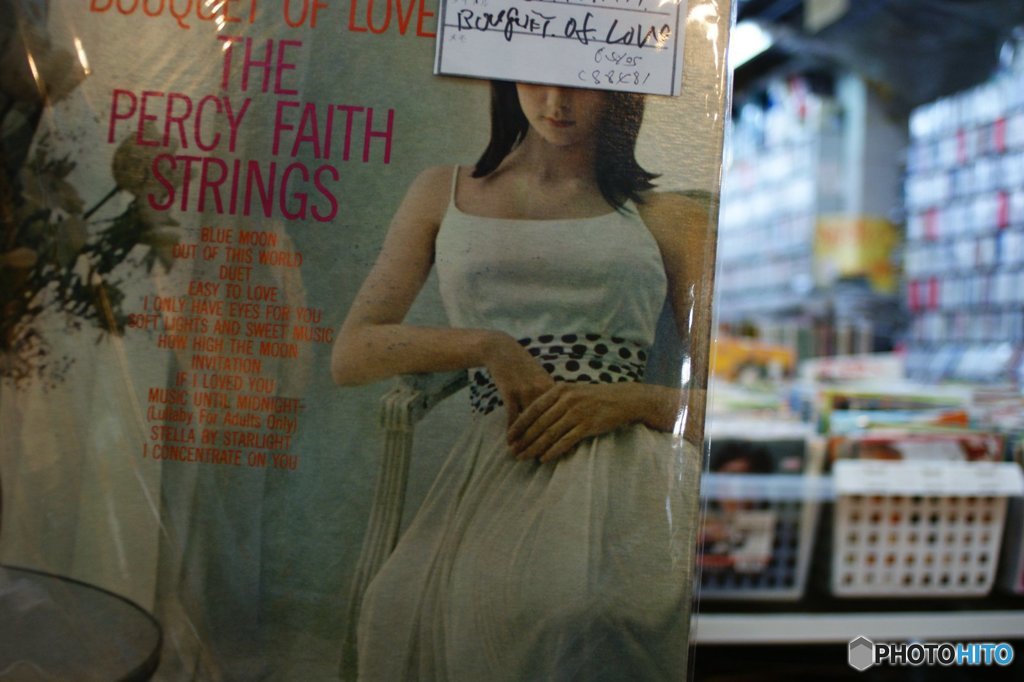 BOUQUET OF LOVE
THE
PERCY FAITH
STRINGS
BLUE MOON
OUT OF THIS WORLD
DUET
EASY TO LOVE
I ONLY HAVE EYES FOR YOU
SOFT LIGHTS AND SWEET MUSIC
HOW HIGH THE MOON
INVITATION
IF I LOVED YOU
MUSIC UNTIL MIDNIGHT
(Lullaby For Adults Only)
STELLA BY STARLIGHT
I CONCENTRATE ON YOU
BOUQUET. Of. LOVE
PHOTOHITO